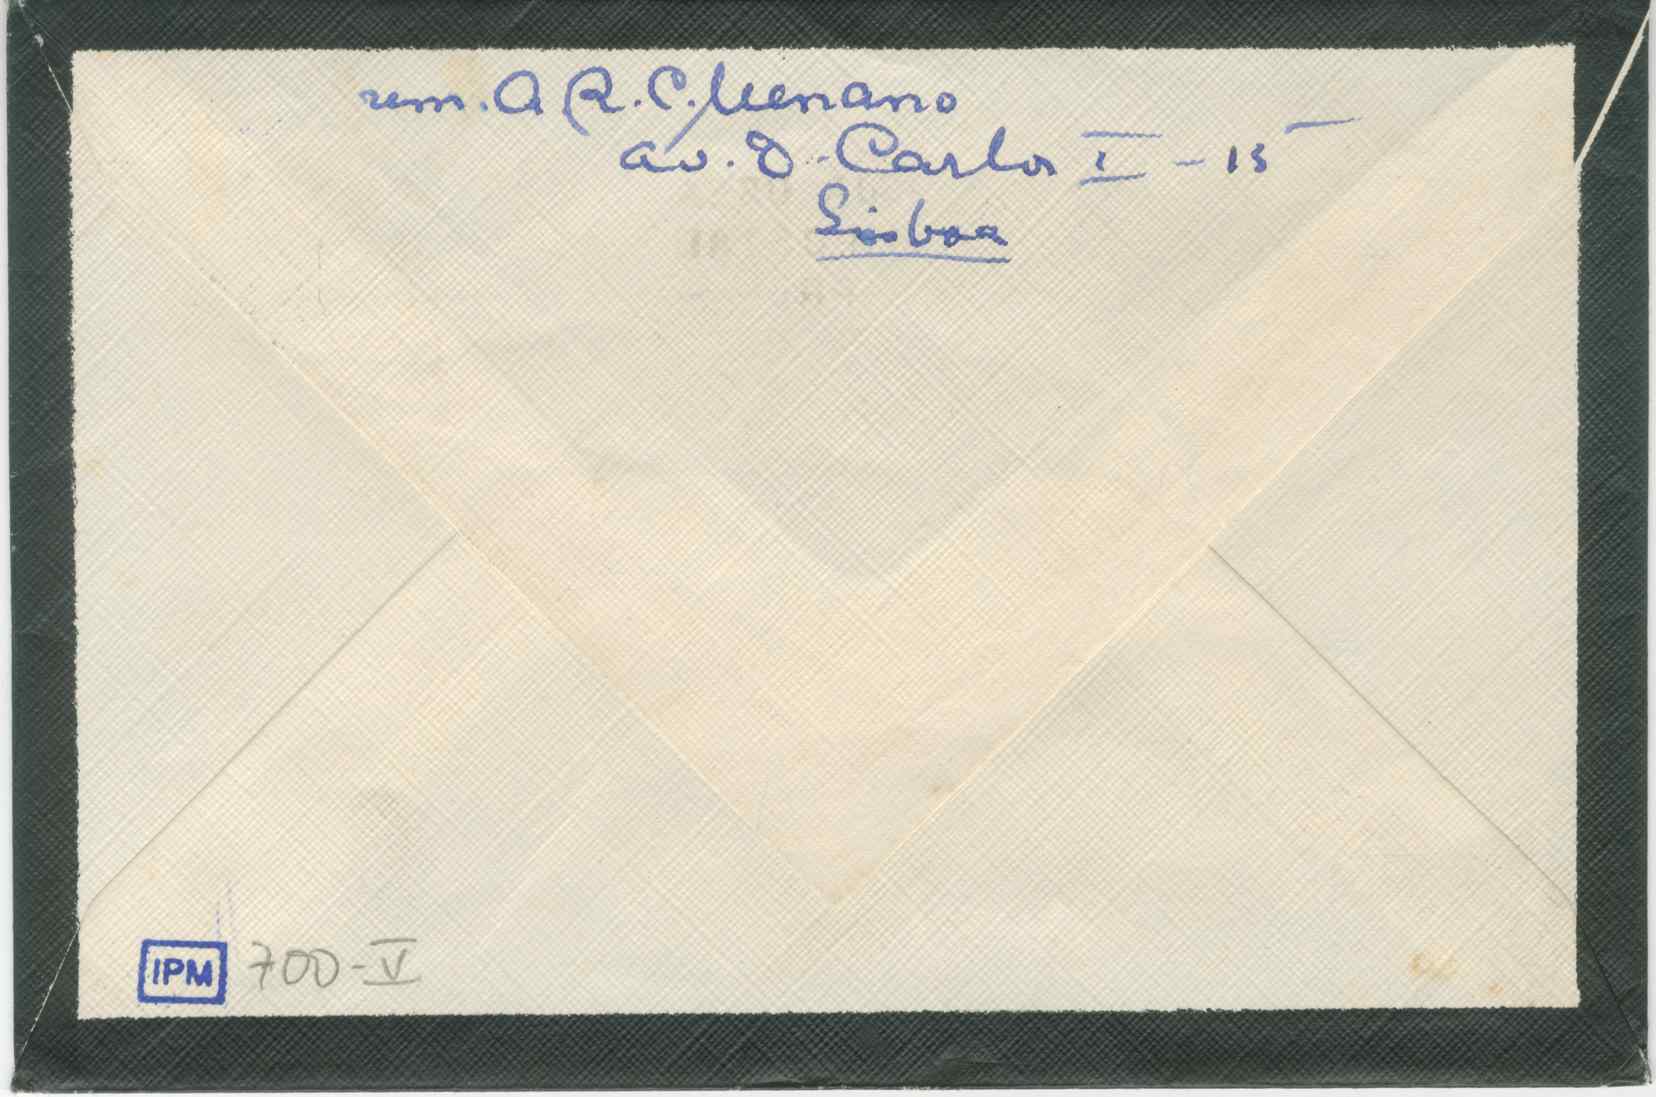 rem. A R. C. Menano
av. D. Carlos I - 15
Lisboa
IPM 700-V